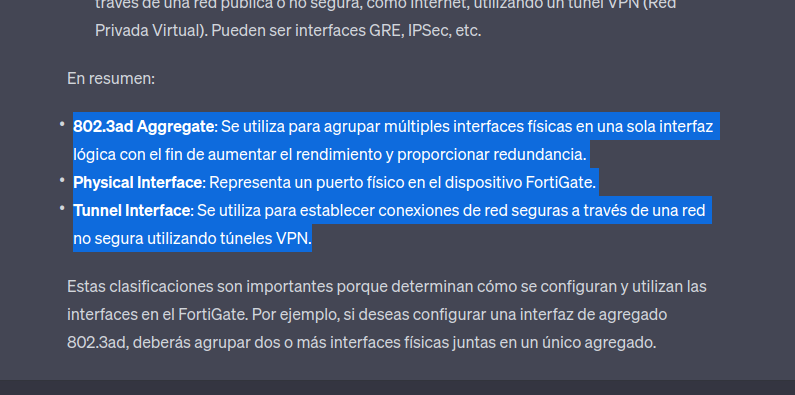 través de una red pública o no segura, como Internet, utilizando un túnel VPN (Red
Privada Virtual). Pueden ser interfaces GRE, IPSec, etc.
En resumen:
• 802.3ad Aggregate: Se utiliza para agrupar múltiples interfaces físicas en una sola interfaz
lógica con el fin de aumentar el rendimiento y proporcionar redundancia.
• Physical Interface: Representa un puerto físico en el dispositivo FortiGate.
• Tunnel Interface: Se utiliza para establecer conexiones de red seguras a través de una red
no segura utilizando túneles VPN.
Estas clasificaciones son importantes porque determinan cómo se configuran y utilizan las
interfaces en el FortiGate. Por ejemplo, si deseas configurar una interfaz de agregado
802.3ad, deberás agrupar dos o más interfaces físicas juntas en un único agregado.